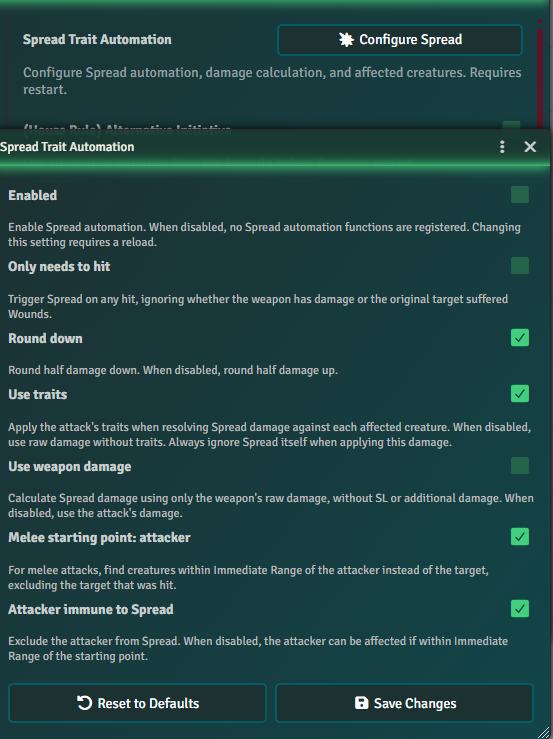 Spread Trait Automation
Configure Spread
Configure Spread automation, damage calculation, and affected creatures. Requires
restart.
(House Rule) Alternative Initiative
Spread Trait Automation
Enabled
Enable Spread automation. When disabled, no Spread automation functions are registered. Changing
this setting requires a reload.
Only needs to hit
Trigger Spread on any hit, ignoring whether the weapon has damage or the original target suffered
Wounds.
Round down
Round half damage down. When disabled, round half damage up.
Use traits
Apply the attack's traits when resolving Spread damage against each affected creature. When disabled,
use raw damage without traits. Always ignore Spread itself when applying this damage.
Use weapon damage
Calculate Spread damage using only the weapon's raw damage, without SL or additional damage. When
disabled, use the attack's damage.
Melee starting point: attacker
For melee attacks, find creatures within Immediate Range of the attacker instead of the target,
excluding the target that was hit.
Attacker immune to Spread
Exclude the attacker from Spread. When disabled, the attacker can be affected if within Immediate
Range of the starting point.
Reset to Defaults
Save Changes